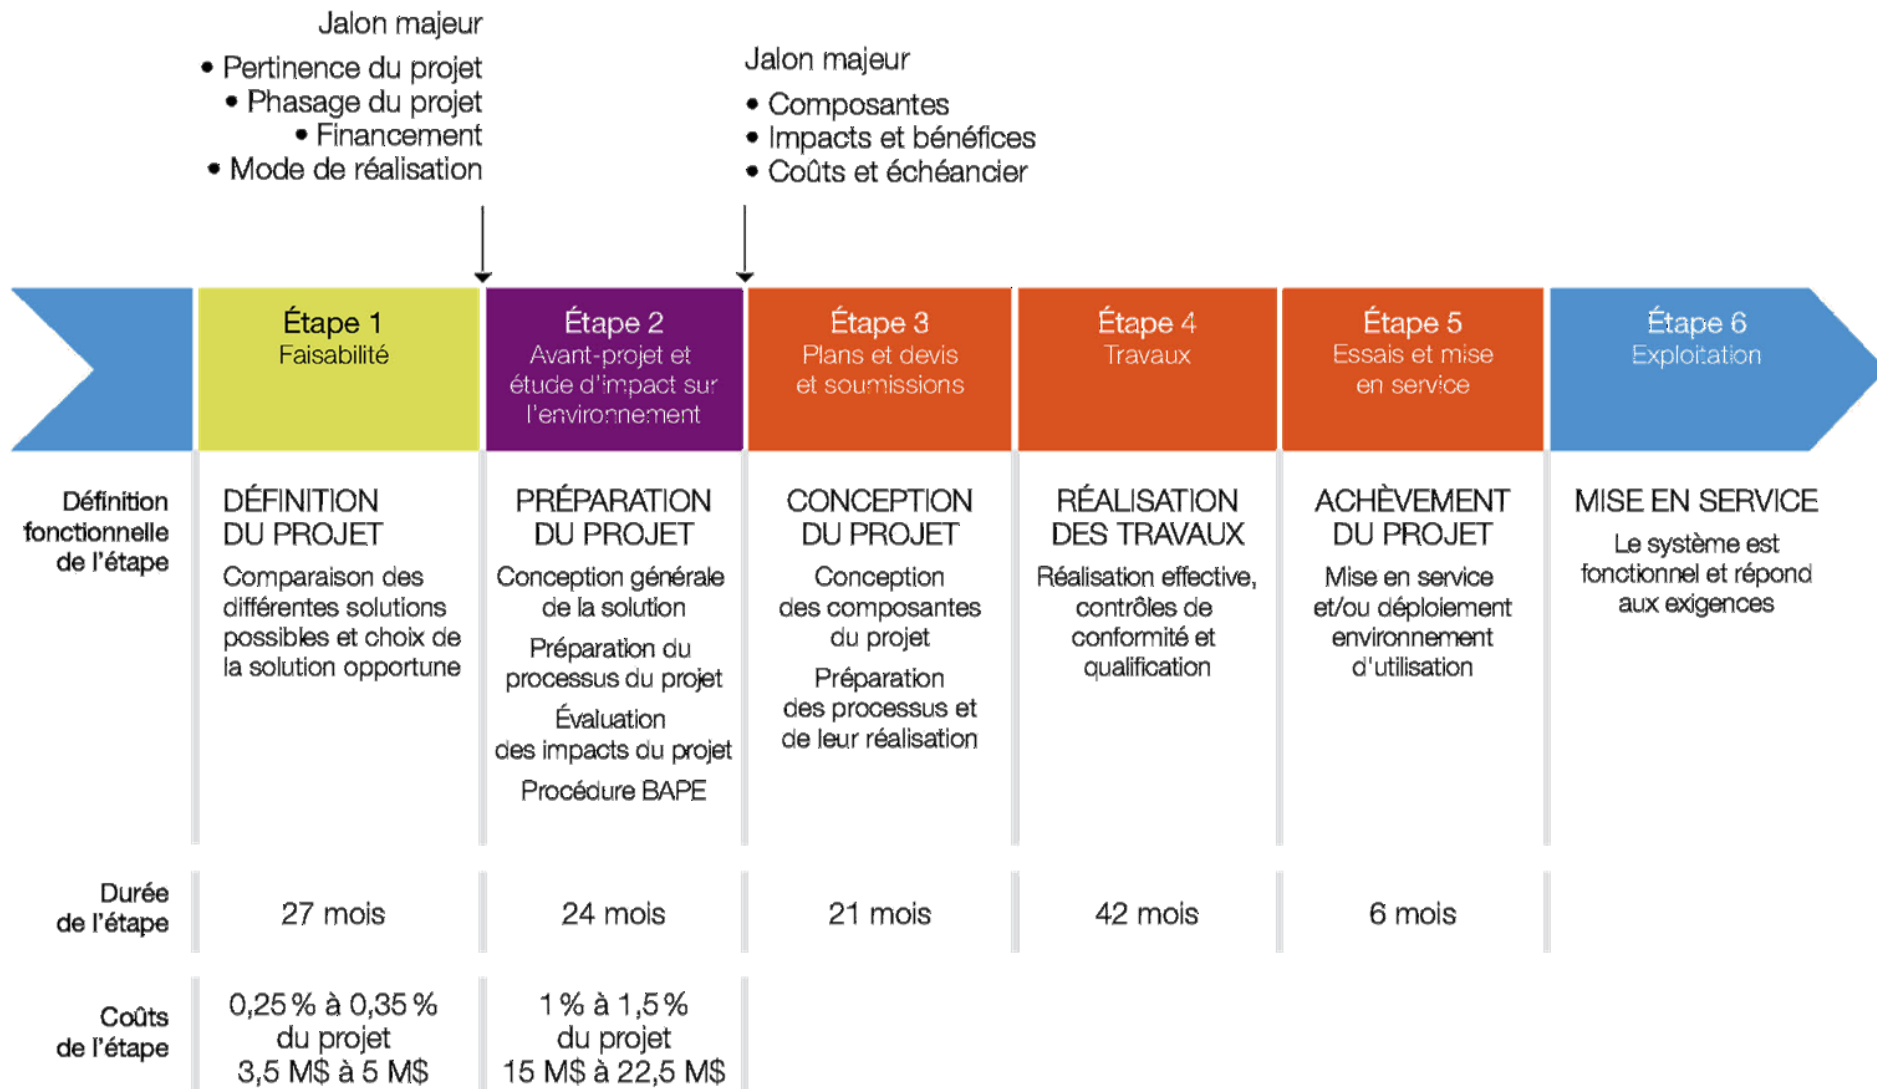 Jalon majeur
• Pertinence du projet
• Phasage du projet
• Financement
• Mode de réalisation
Jalon majeur
• Composantes
• Impacts et bénéfices
• Coûts et échéancier
Étape 1
Faisabilité
Étape 2
Avant-projet et
étude d'impact sur
l'environnement
Étape 3
Plans et devis
et soumissions
Étape 4
Travaux
Étape 5
Essais et mise
en service
Étape 6
Exploitation
Définition
fonctionnelle
de l'étape
DÉFINITION
DU PROJET
Comparaison des
différentes solutions
possibles et choix de
la solution opportune
PRÉPARATION
DU PROJET
Conception générale
de la solution
Préparation du
processus du projet
Évaluation
des impacts du projet
Procédure BAPE
CONCEPTION
DU PROJET
Conception
des composantes
du projet
Préparation
des processus et
de leur réalisation
RÉALISATION
DES TRAVAUX
Réalisation effective,
contrôles de
conformité et
qualification
ACHÈVEMENT
DU PROJET
Mise en service
et/ou déploiement
environnement
d'utilisation
MISE EN SERVICE
Le système est
fonctionnel et répond
aux exigences
Durée
de l'étape
27 mois
24 mois
21 mois
42 mois
6 mois
Coûts
de l'étape
0,25 % à 0,35 %
du projet
3,5 M$ à 5 M$
1 % à 1,5 %
du projet
15 M$ à 22,5 M$